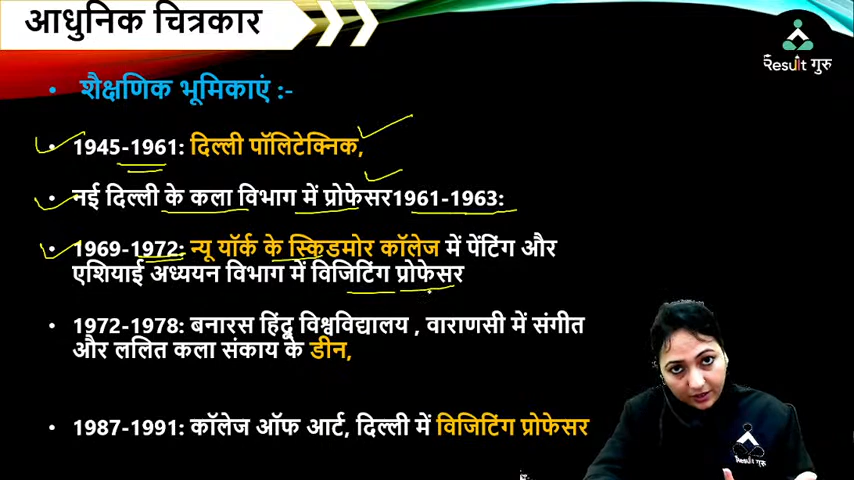 आधुनिक चित्रकार
Result गुरु
• शैक्षणिक भूमिकाएं :-
• 1945-1961: दिल्ली पॉलिटेक्निक,
• नई दिल्ली के कला विभाग में प्रोफेसर1961-1963:
• 1969-1972: न्यू यॉर्क के स्किडमोर कॉलेज में पेंटिंग और
एशियाई अध्ययन विभाग में विजिटिंग प्रोफेसर
• 1972-1978: बनारस हिंदू विश्वविद्यालय , वाराणसी में संगीत
और ललित कला संकाय के डीन,
• 1987-1991: कॉलेज ऑफ आर्ट, दिल्ली में विजिटिंग प्रोफेसर
Result गुरु